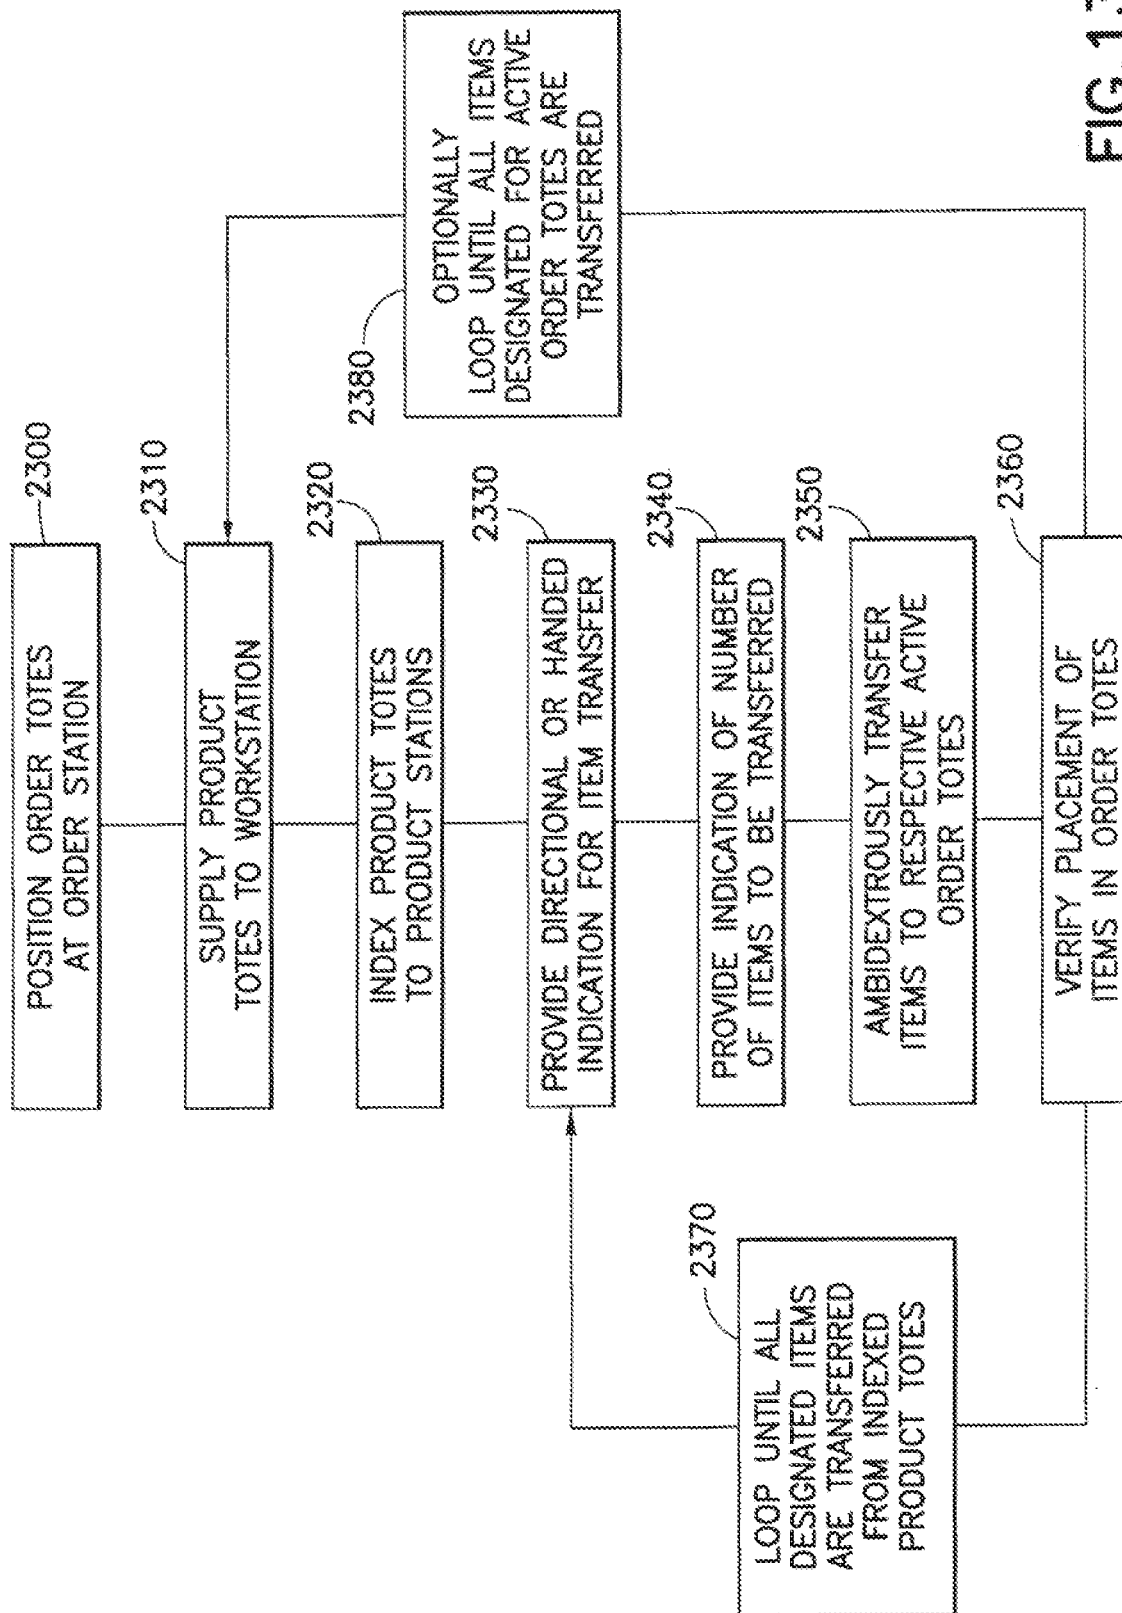 POSITION ORDER TOTES
AT ORDER STATION
2300
SUPPLY PRODUCT
TOTES TO WORKSTATION
2310
INDEX PRODUCT TOTES
TO PRODUCT STATIONS
2320
PROVIDE DIRECTIONAL OR HANDED
INDICATION FOR ITEM TRANSFER
2330
PROVIDE INDICATION OF NUMBER
OF ITEMS TO BE TRANSFERRED
2340
AMBIDEXTROUSLY TRANSFER
ITEMS TO RESPECTIVE ACTIVE
ORDER TOTES
2350
VERIFY PLACEMENT OF
ITEMS IN ORDER TOTES
2360
LOOP UNTIL ALL
DESIGNATED ITEMS
ARE TRANSFERRED
FROM INDEXED
PRODUCT TOTES
2370
OPTIONALLY
LOOP UNTIL ALL ITEMS
DESIGNATED FOR ACTIVE
ORDER TOTES ARE
TRANSFERRED
2380
FIG.